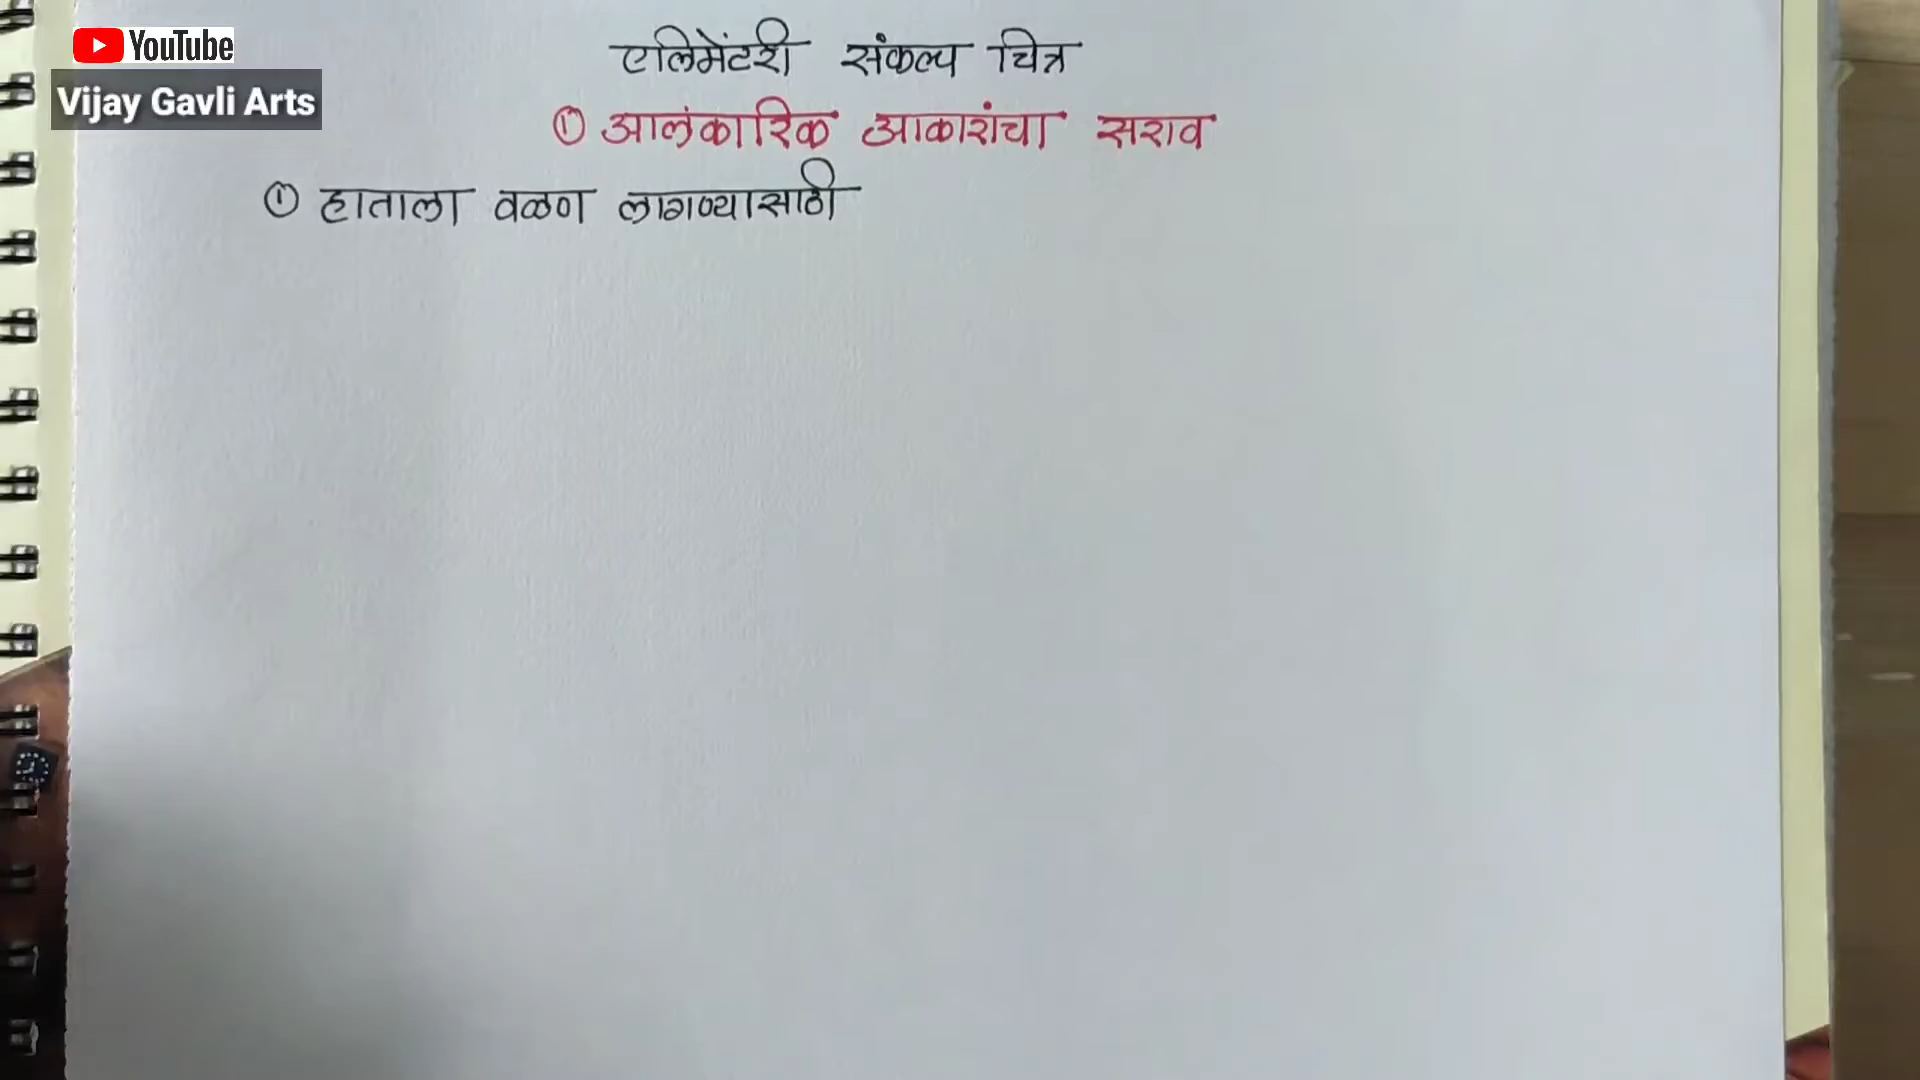 YouTube
Vijay Gavli Arts
एलिमेंटरी संकल्प चित्र
① आलंकारिक आकारांचा सराव
① हाताला वळण लागण्यासाठी